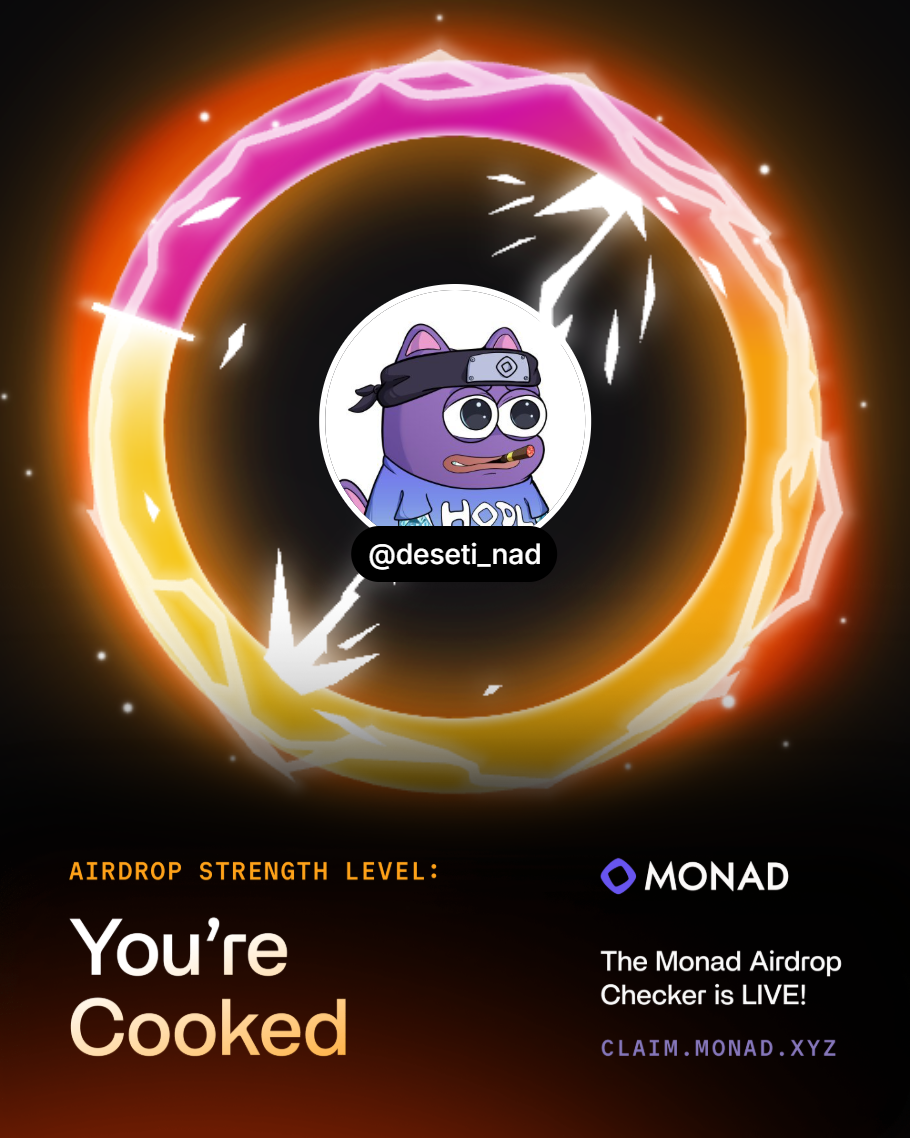 HODL
@deseti_nad
AIRDROP STRENGTH LEVEL:
You’re
Cooked
MONAD
The Monad Airdrop
Checker is LIVE!
CLAIM.MONAD.XYZ